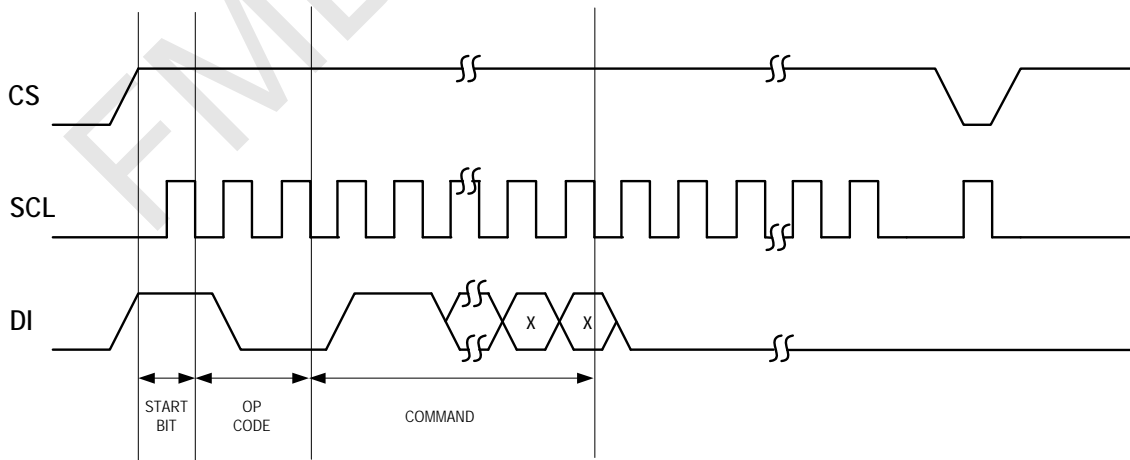 CS
SCL
DI
X
X
START
BIT
OP
CODE
COMMAND